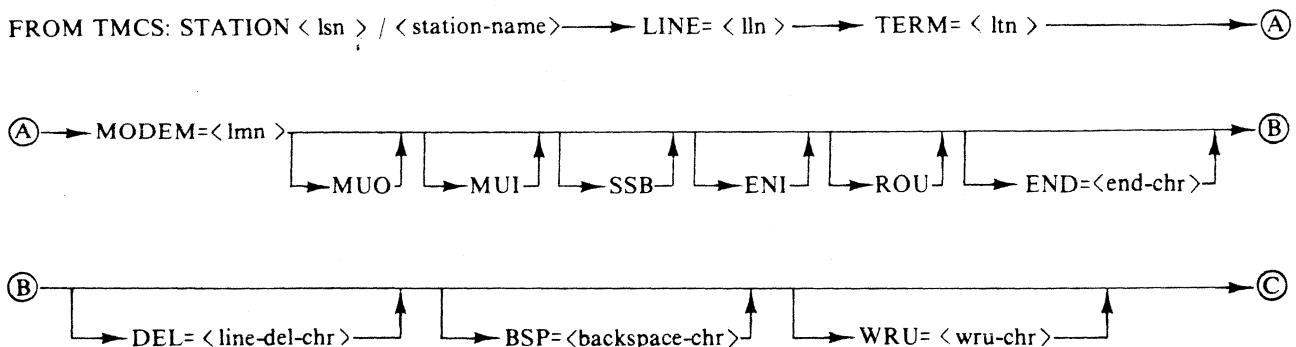 FROM TMCS: STATION < lsn > / < station-name > LINE= < lln > TERM= < ltn > A
A MODEM=< lmn > B
MUO MUI SSB ENI ROU END=<end-chr>
B C
DEL= < line-del-chr> BSP=<backspace-chr> WRU= < wru-chr >